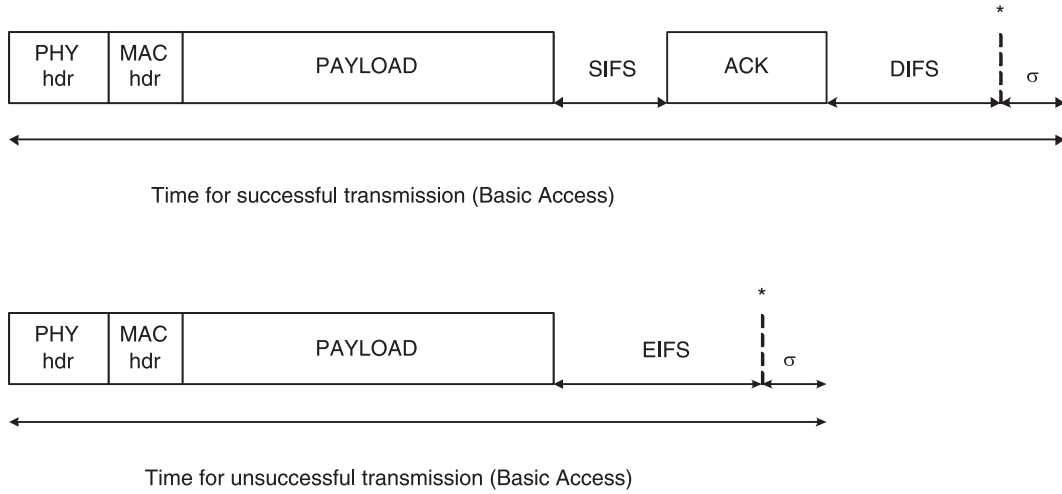 *
PHY hdr
MAC hdr
PAYLOAD
SIFS
ACK
DIFS
σ
Time for successful transmission (Basic Access)
*
PHY hdr
MAC hdr
PAYLOAD
EIFS
σ
Time for unsuccessful transmission (Basic Access)